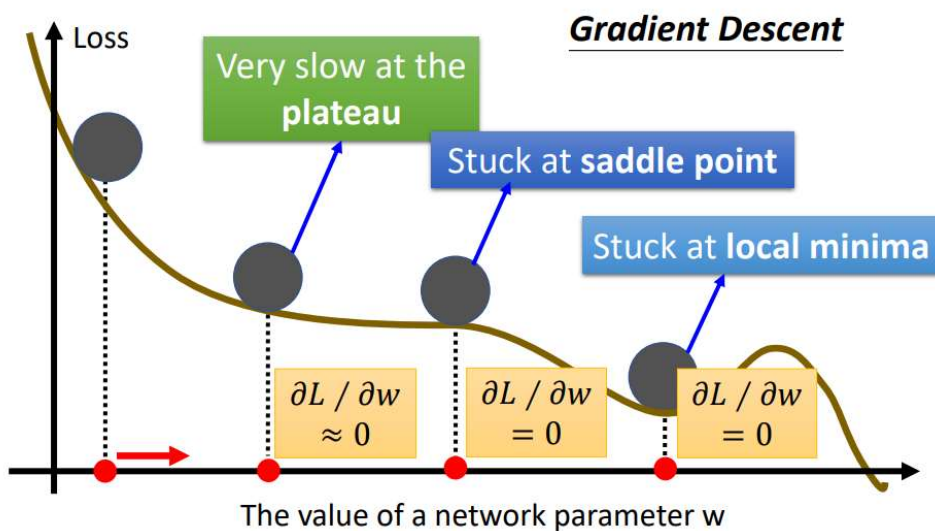 Gradient Descent
Loss
Very slow at the
plateau
Stuck at saddle point
Stuck at local minima
∂L / ∂w
≈ 0
∂L / ∂w
= 0
∂L / ∂w
= 0
The value of a network parameter w